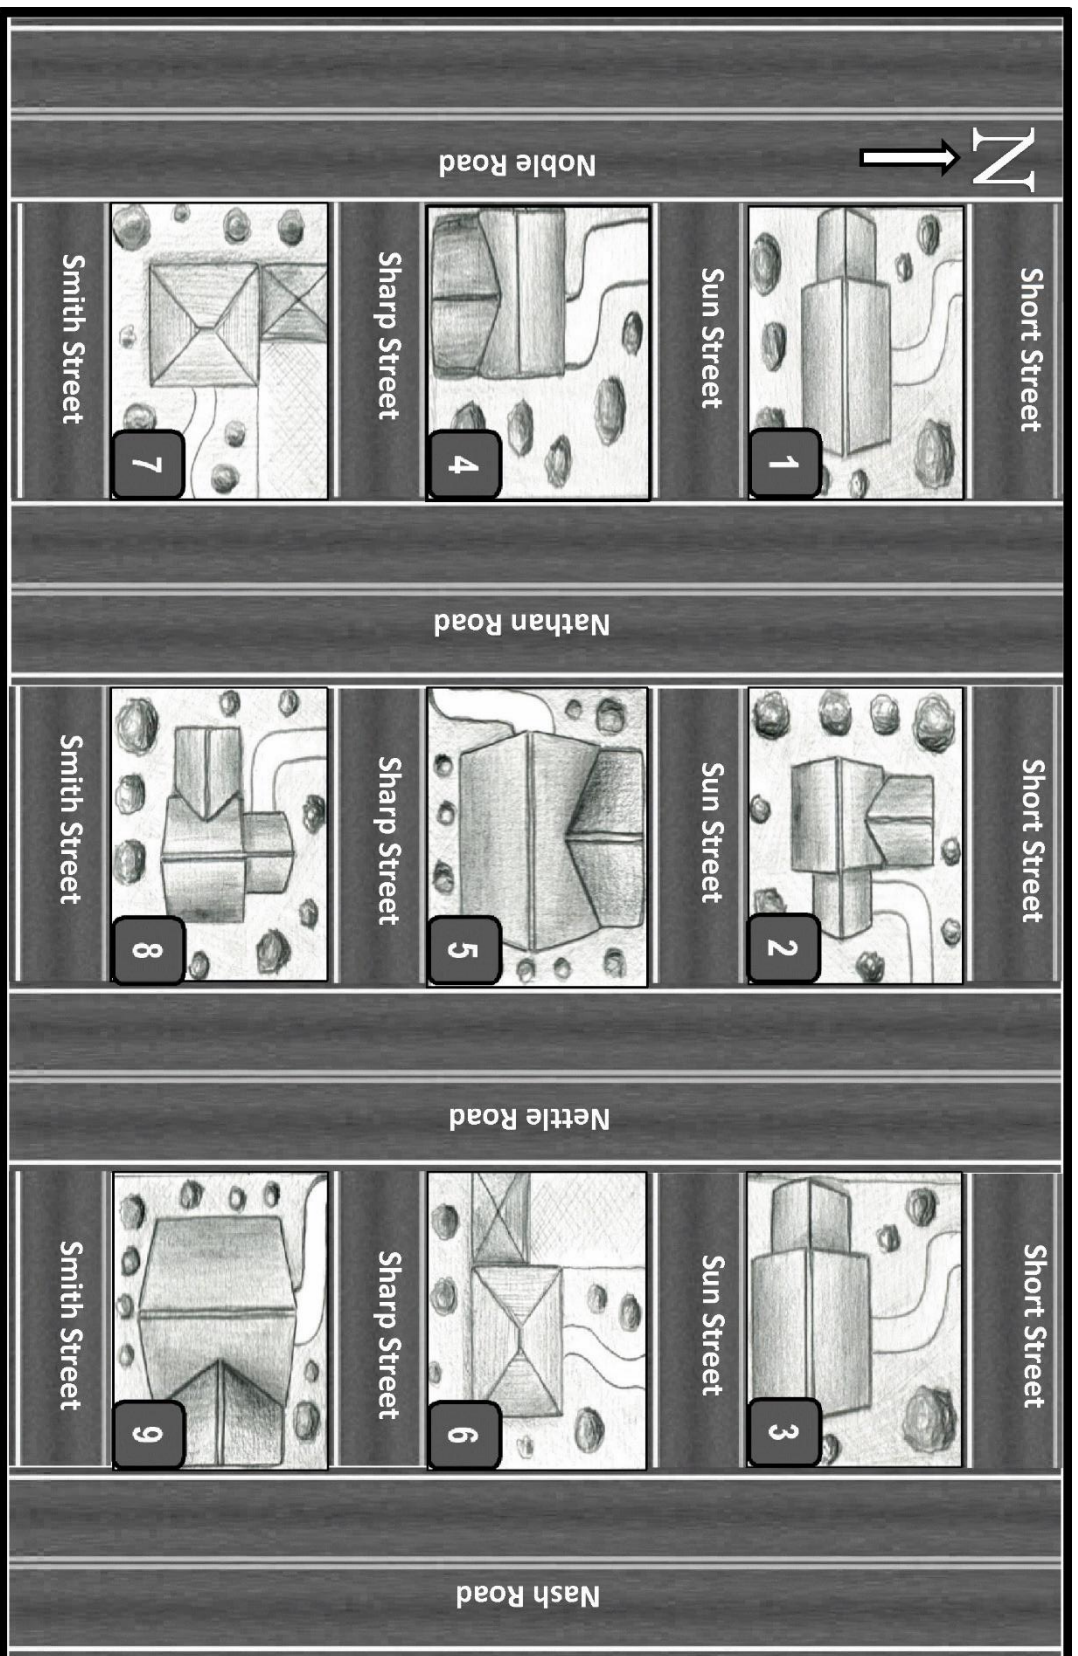 N
Short Street
Short Street
Short Street
1
2
3
Sun Street
Sun Street
Sun Street
Noble Road
Nathan Road
Nettle Road
Nash Road
4
5
6
Sharp Street
Sharp Street
Sharp Street
7
8
9
Smith Street
Smith Street
Smith Street